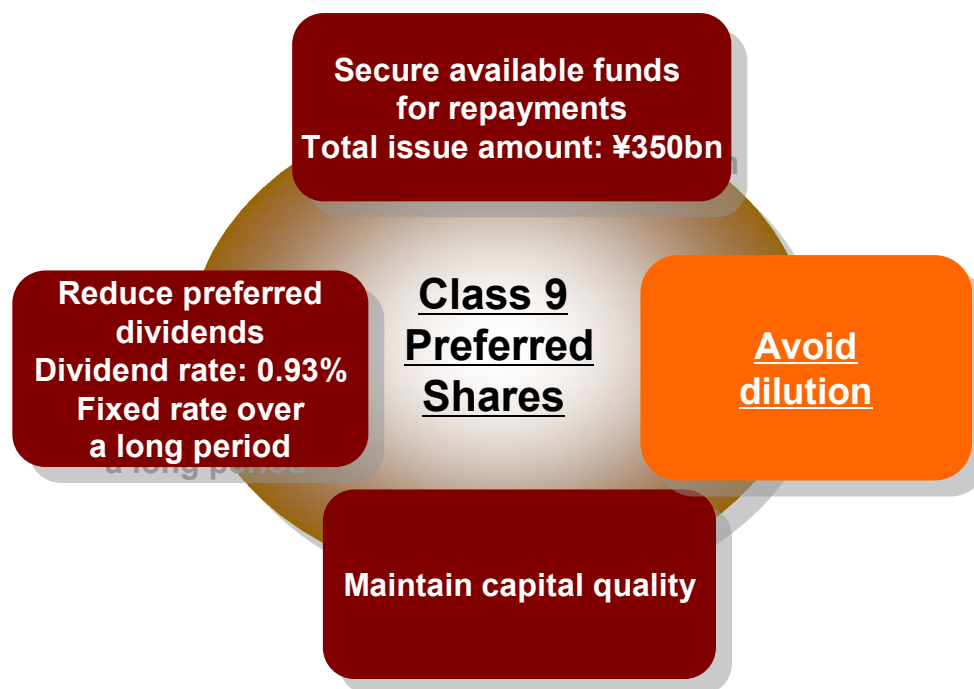 Secure available funds
for repayments
Total issue amount: ¥350bn
Reduce preferred
dividends
Dividend rate: 0.93%
Fixed rate over
a long period
Class 9
Preferred
Shares
Avoid
dilution
Maintain capital quality